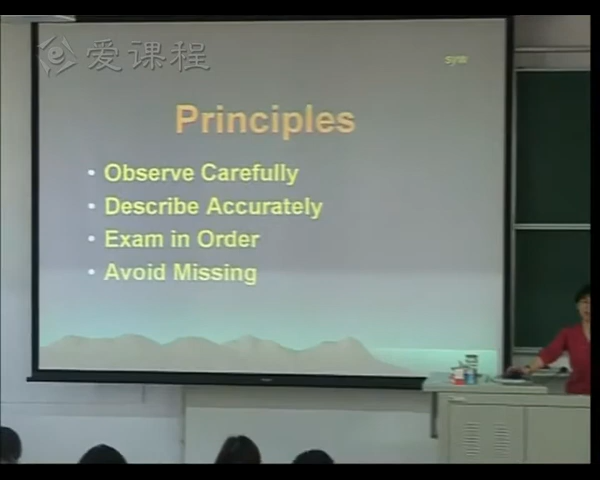 爱课程
syw
Principles
• Observe Carefully
• Describe Accurately
• Exam in Order
• Avoid Missing